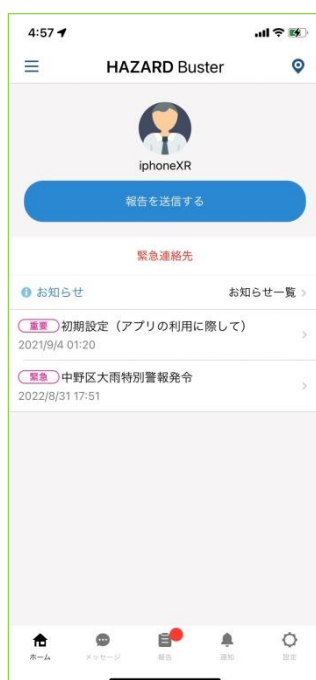 4:57
HAZARD Buster
iphoneXR
報告を送信する
緊急連絡先
お知らせ お知らせ一覧
重要 初期設定（アプリの利用に際して）
2021/9/4 01:20
緊急 中野区大雨特別警報発令
2022/8/31 17:51
ホーム メッセージ 報告 通知 設定